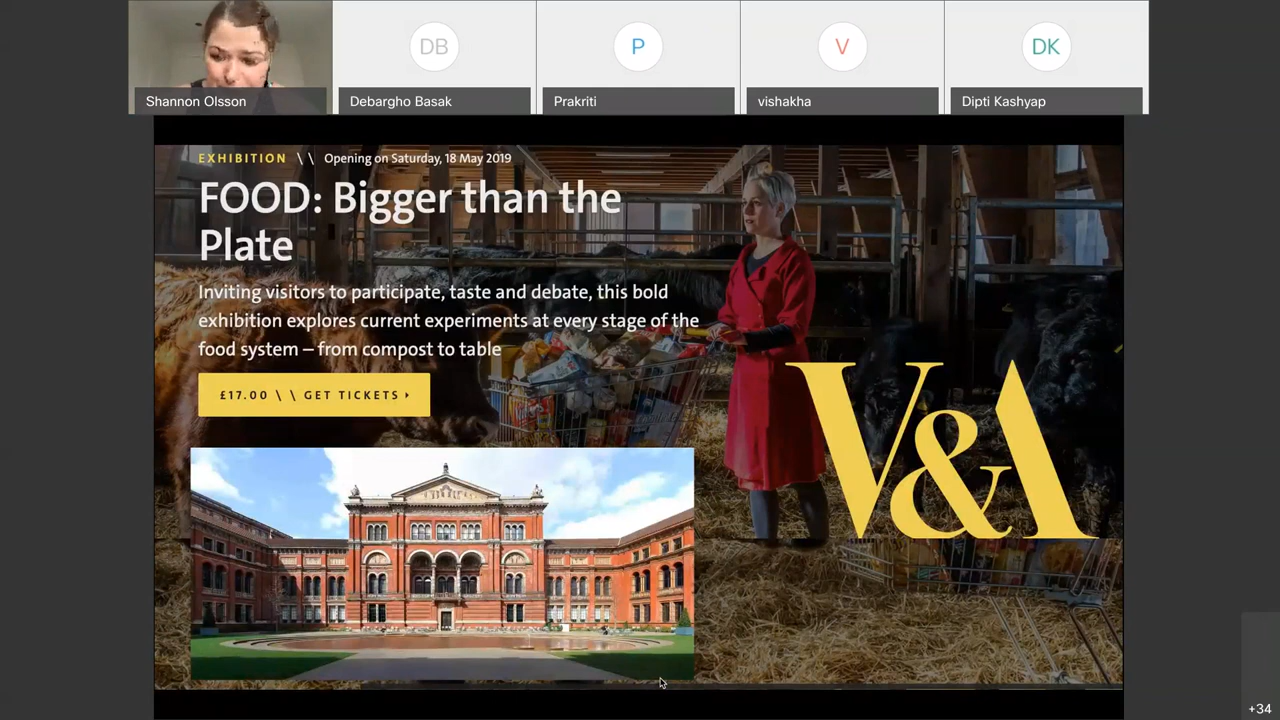 DB
P
V
DK
Shannon Olsson
Debargho Basak
Prakriti
vishakha
Dipti Kashyap
EXHIBITION \\ Opening on Saturday, 18 May 2019
FOOD: Bigger than the
Plate
Inviting visitors to participate, taste and debate, this bold
exhibition explores current experiments at every stage of the
food system – from compost to table
£17.00 \\ GET TICKETS
V&A
+34